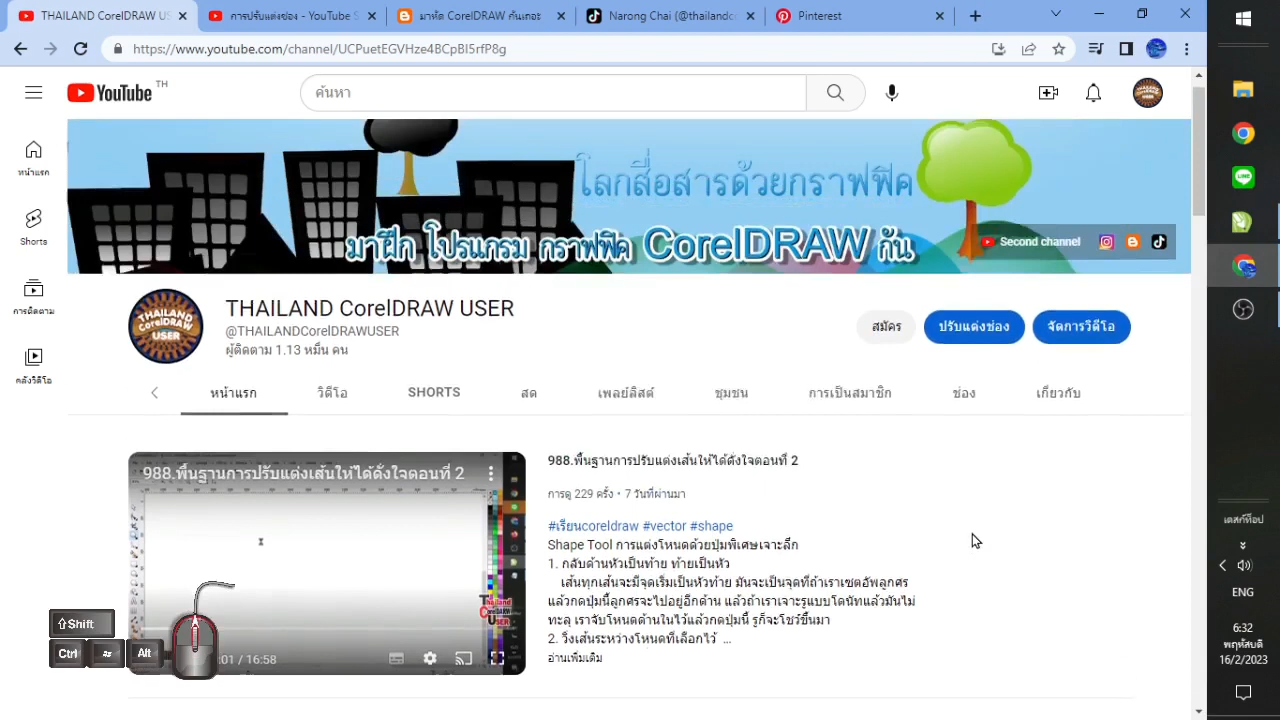 THAILAND CorelDRAW US
การปรับแต่งช่อง - YouTube S
มาหัด CorelDRAW กันเถอะ
Narong Chai (@thailandc
Pinterest
https://www.youtube.com/channel/UCPuetEGVHze4BCpBI5rfP8g
YouTube TH
ค้นหา
หน้าแรก
Shorts
การติดตาม
คลังวิดีโอ
โลกสื่อสารด้วยกราฟฟิค
มาฝึก โปรแกรม กราฟฟิค CorelDRAW กัน
Second channel
THAILAND CorelDRAW USER
THAILAND CorelDRAW USER
@THAILANDCorelDRAWUSER
ผู้ติดตาม 1.13 หมื่น คน
สมัคร
ปรับแต่งช่อง
จัดการวิดีโอ
หน้าแรก วิดีโอ SHORTS สด เพลย์ลิสต์ ชุมชน การเป็นสมาชิก ช่อง เกี่ยวกับ
988.พื้นฐานการปรับแต่งเส้นให้ได้ดั่งใจตอนที่ 2
Thailand CorelDRAW User
:01 / 16:58
988.พื้นฐานการปรับแต่งเส้นให้ได้ดั่งใจตอนที่ 2
การดู 229 ครั้ง • 7 วันที่ผ่านมา
#เรียนcoreldraw #vector #shape
Shape Tool การแต่งโหนดด้วยปุ่มพิเศษเจาะลึก
1. กลับด้านหัวเป็นท้าย ท้ายเป็นหัว
เส้นทุกเส้นจะมีจุดเริ่มเป็นหัวท้าย มันจะเป็นจุดที่ถ้าเราเซตอัพลูกศร
แล้วกดปุ่มนี้ลูกศรจะไปอยู่อีกด้าน แล้วถ้าเราเจาะรูแบบโดนัทแล้วมันไม่
ทะลุ เราจับโหนดด้านในไว้แล้วกดปุ่มนี้ รูก็จะโชว์ขึ้นมา
2. วิ่งเส้นระหว่างโหนดที่เลือกไว้ ...
อ่านเพิ่มเติม
Shift
Ctrl
Alt
LINE
เดสก์ท็อป
ENG
6:32
พฤหัสบดี
16/2/2023